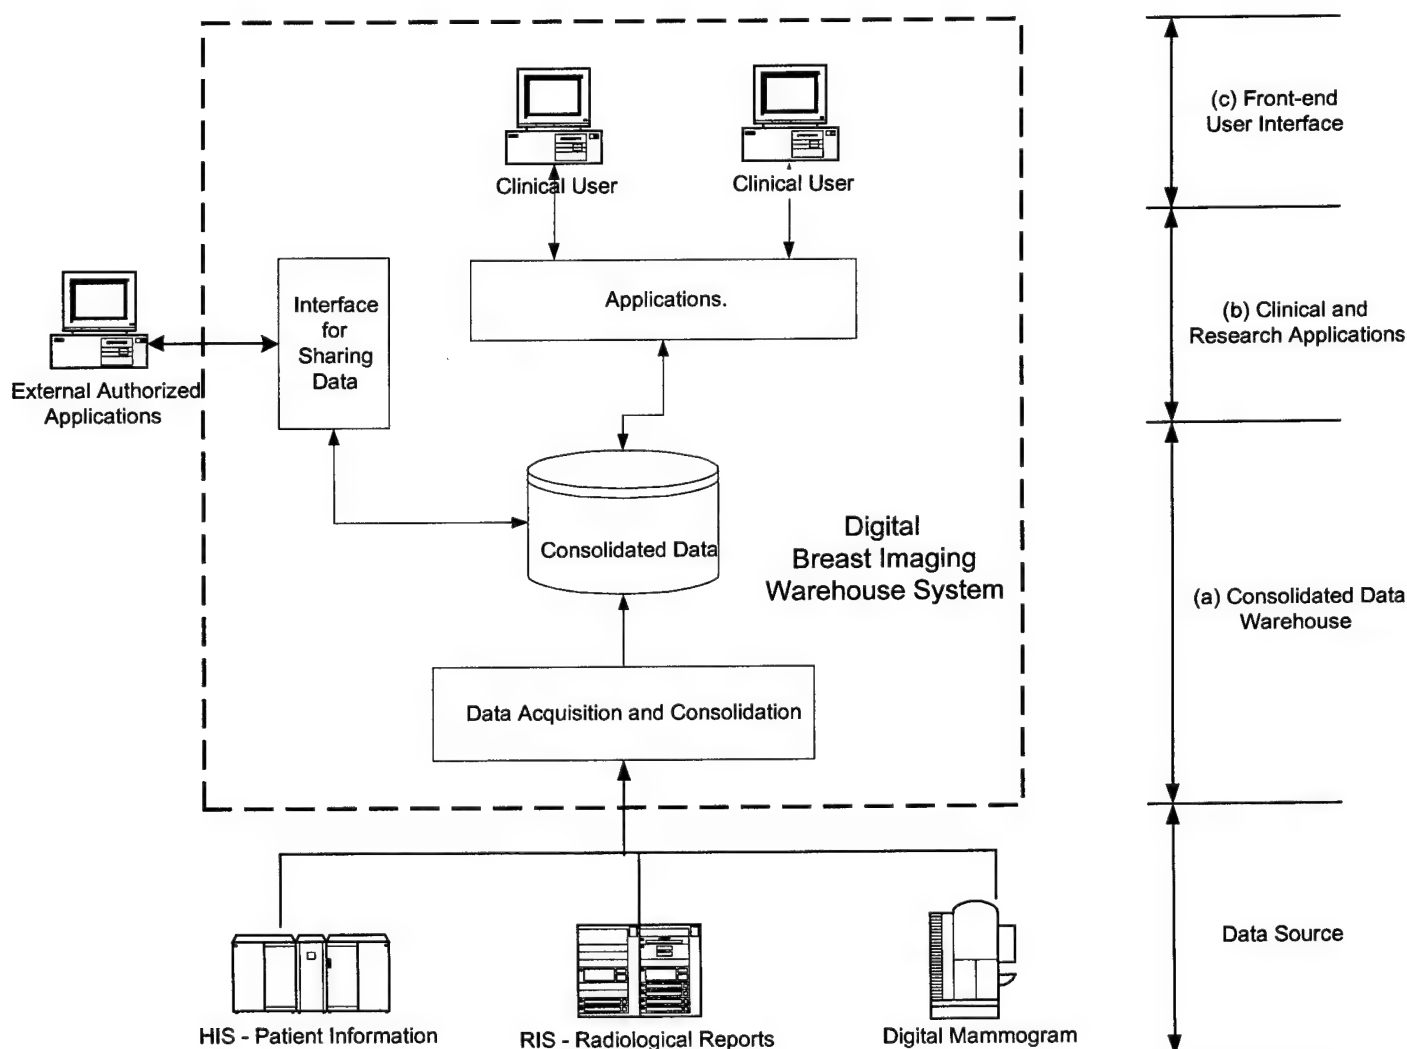 (c) Front-end
User Interface
Clinical User
Clinical User
Interface
for
Sharing
Data
Applications.
(b) Clinical and
Research Applications
External Authorized
Applications
Consolidated Data
Digital
Breast Imaging
Warehouse System
(a) Consolidated Data
Warehouse
Data Acquisition and Consolidation
Data Source
HIS - Patient Information
RIS - Radiological Reports
Digital Mammogram